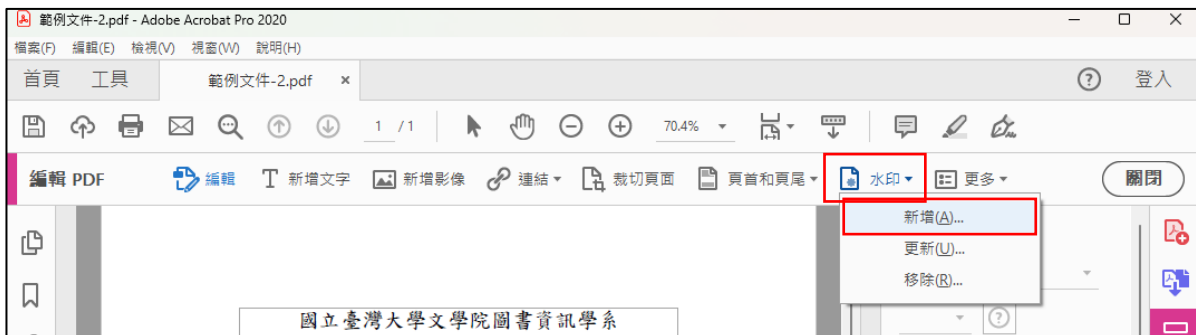 範例文件-2.pdf - Adobe Acrobat Pro 2020
檔案(F) 編輯(E) 檢視(V) 視窗(W) 說明(H)
首頁 工具 範例文件-2.pdf × ? 登入
1 / 1 70.4%
編輯 PDF 編輯 新增文字 新增影像 連結 裁切頁面 頁首和頁尾 水印 更多 關閉
新增(A)...
更新(U)...
移除(R)...
國立臺灣大學文學院圖書資訊學系
?